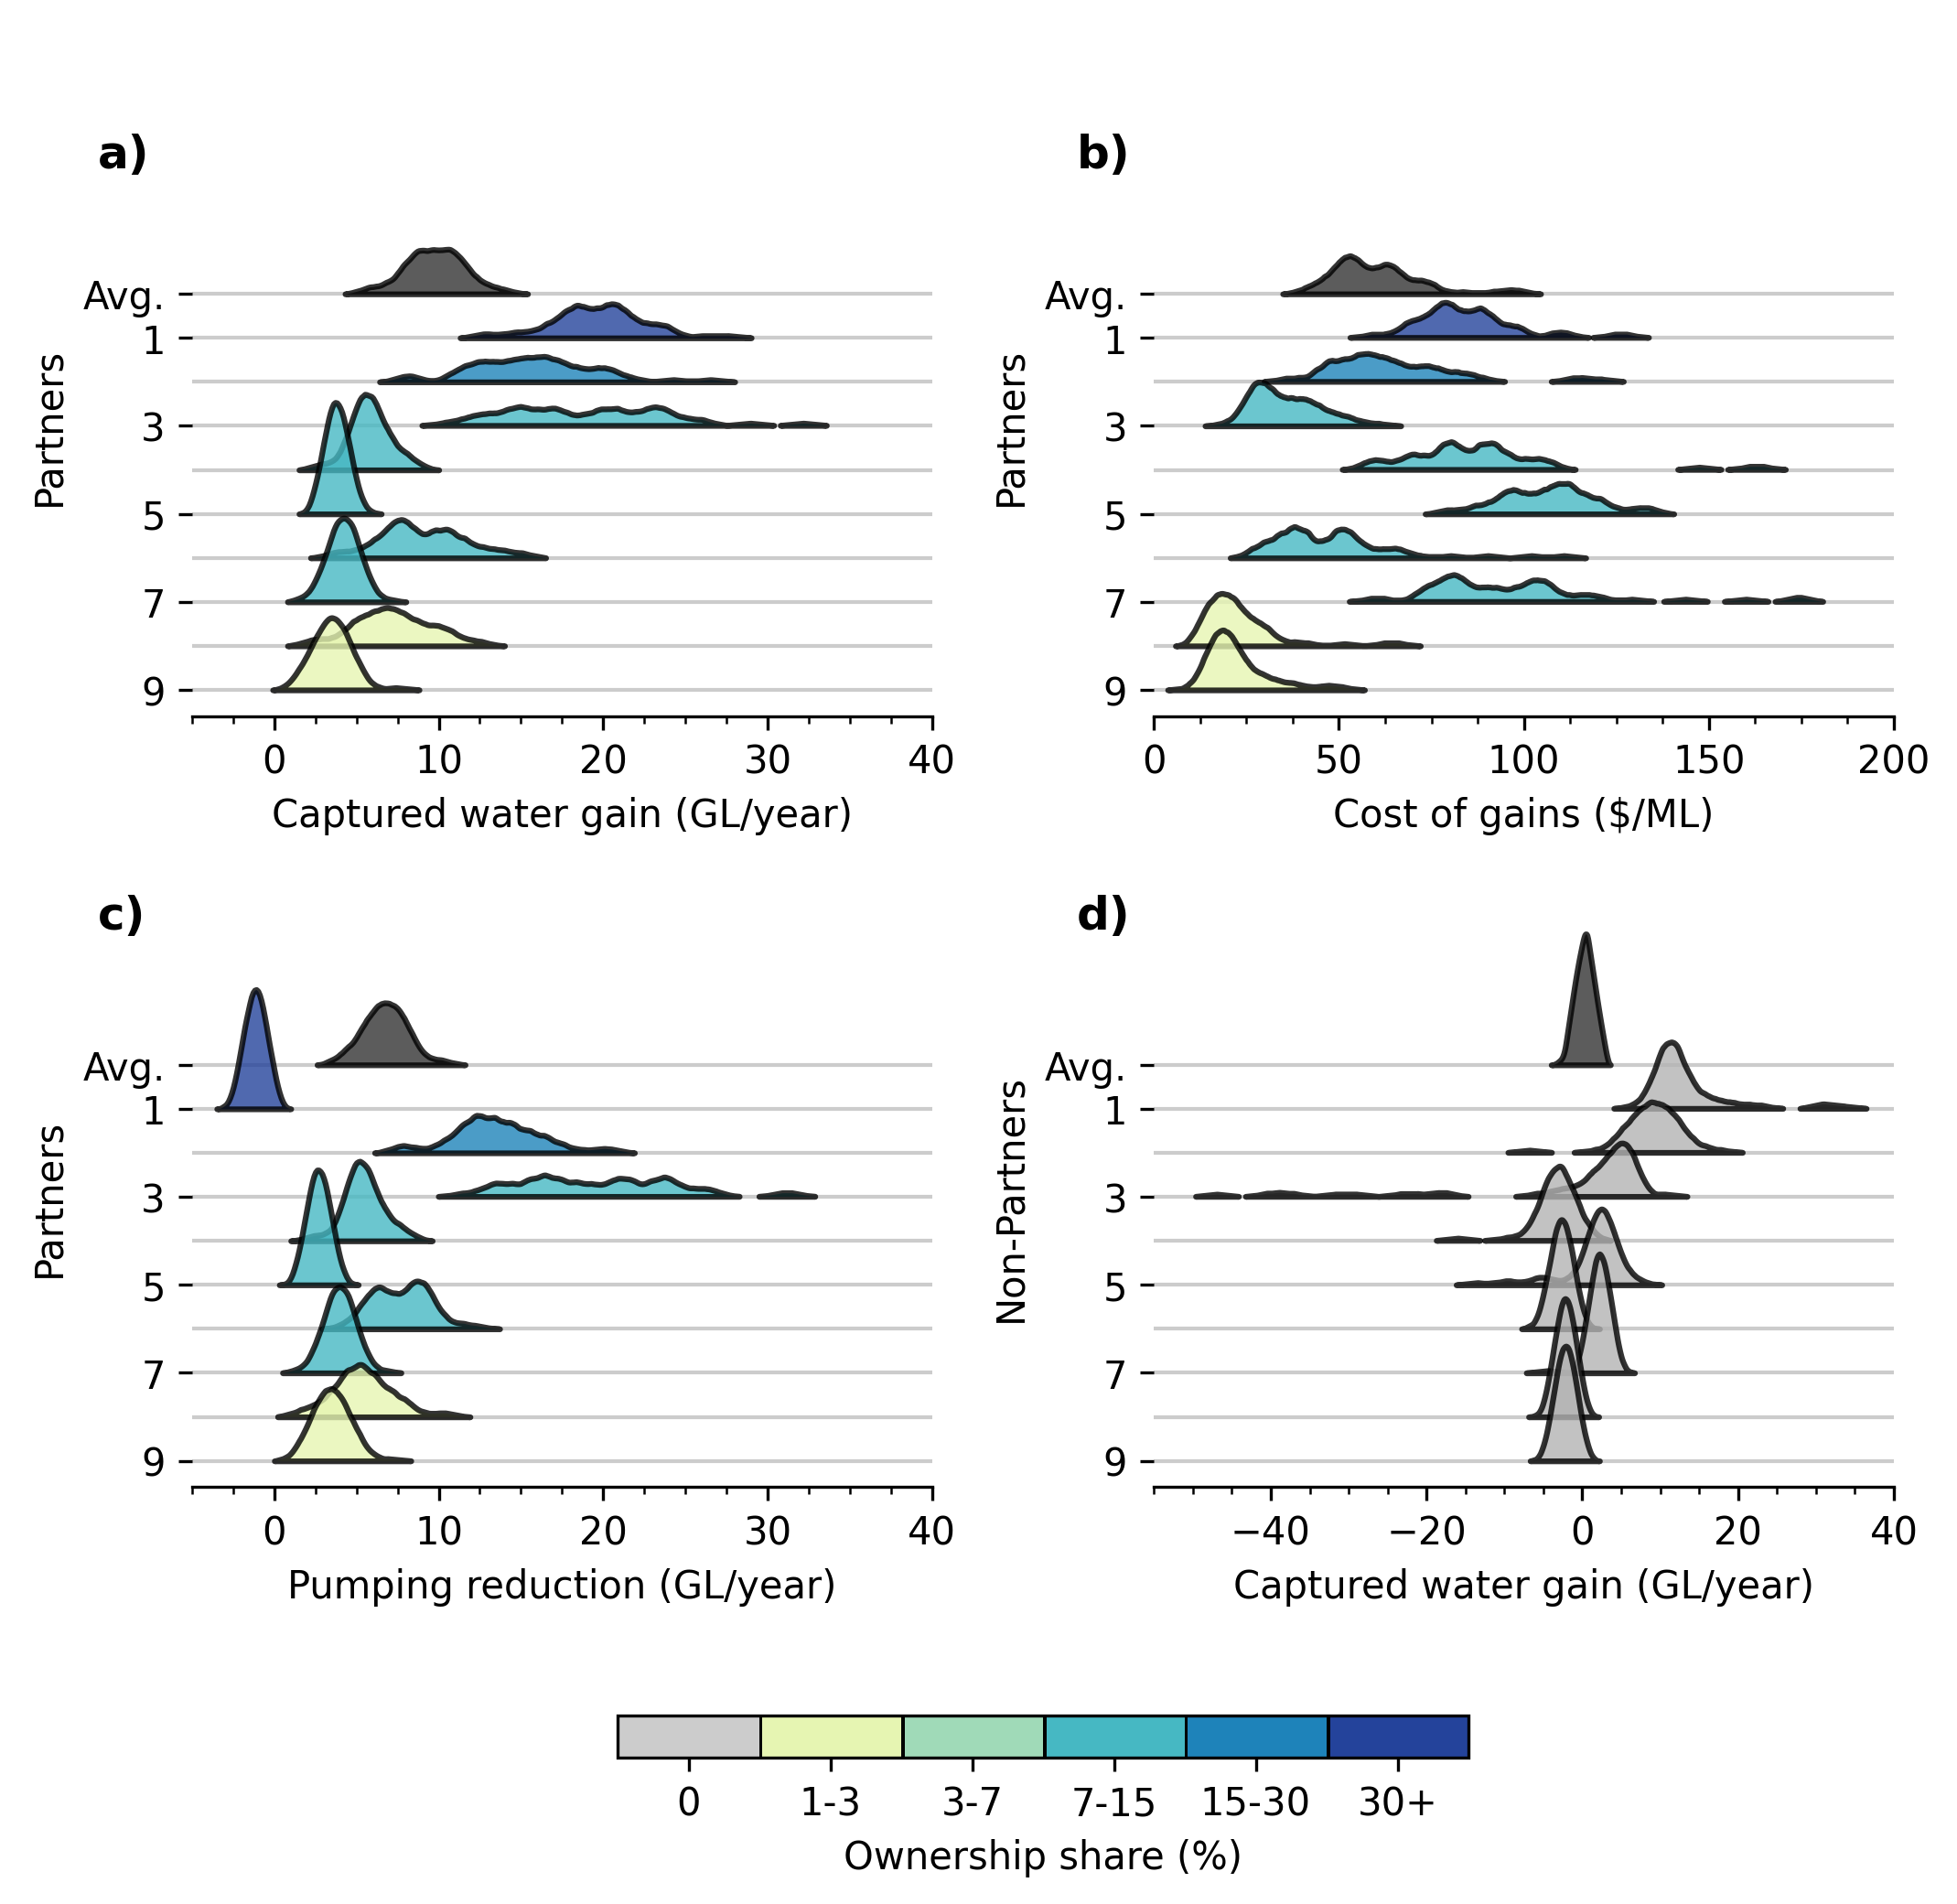 a)
b)
Avg.
1
3
5
7
9
Partners
0 10 20 30 40
Captured water gain (GL/year)
Avg.
1
3
5
7
9
Partners
0 50 100 150 200
Cost of gains ($/ML)
c)
d)
Avg.
1
3
5
7
9
Partners
0 10 20 30 40
Pumping reduction (GL/year)
Avg.
1
3
5
7
9
Non-Partners
−40 −20 0 20 40
Captured water gain (GL/year)
0 1-3 3-7 7-15 15-30 30+
Ownership share (%)